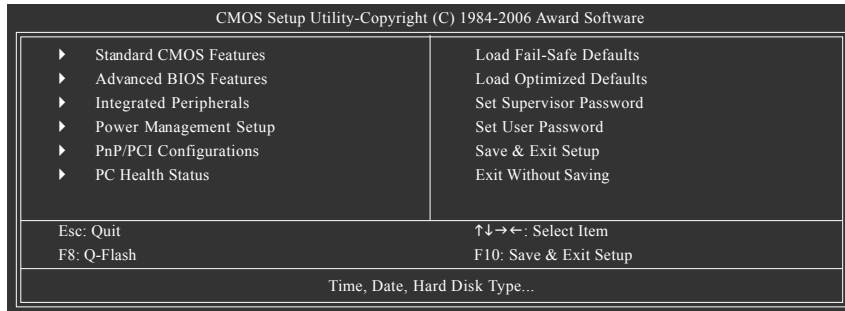 CMOS Setup Utility-Copyright (C) 1984-2006 Award Software
Standard CMOS Features
Advanced BIOS Features
Integrated Peripherals
Power Management Setup
PnP/PCI Configurations
PC Health Status
Load Fail-Safe Defaults
Load Optimized Defaults
Set Supervisor Password
Set User Password
Save & Exit Setup
Exit Without Saving
Esc: Quit
↑↓→←: Select Item
F8: Q-Flash
F10: Save & Exit Setup
Time, Date, Hard Disk Type...